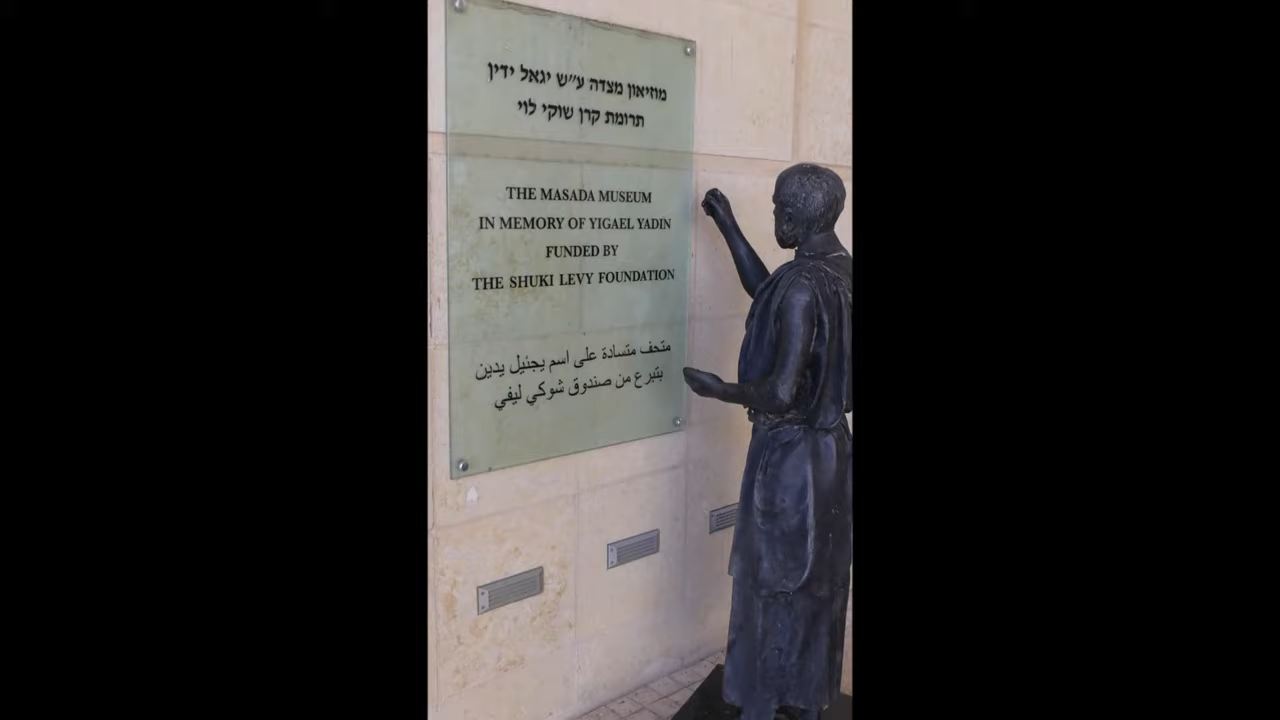 מוזיאון מצדה ע״ש יגאל ידין
תרומת קרן שוקי לוי
THE MASADA MUSEUM
IN MEMORY OF YIGAEL YADIN
FUNDED BY
THE SHUKI LEVY FOUNDATION
متحف متسادة على اسم يجئيل يدين
بتبرع من صندوق شوكي ليفي